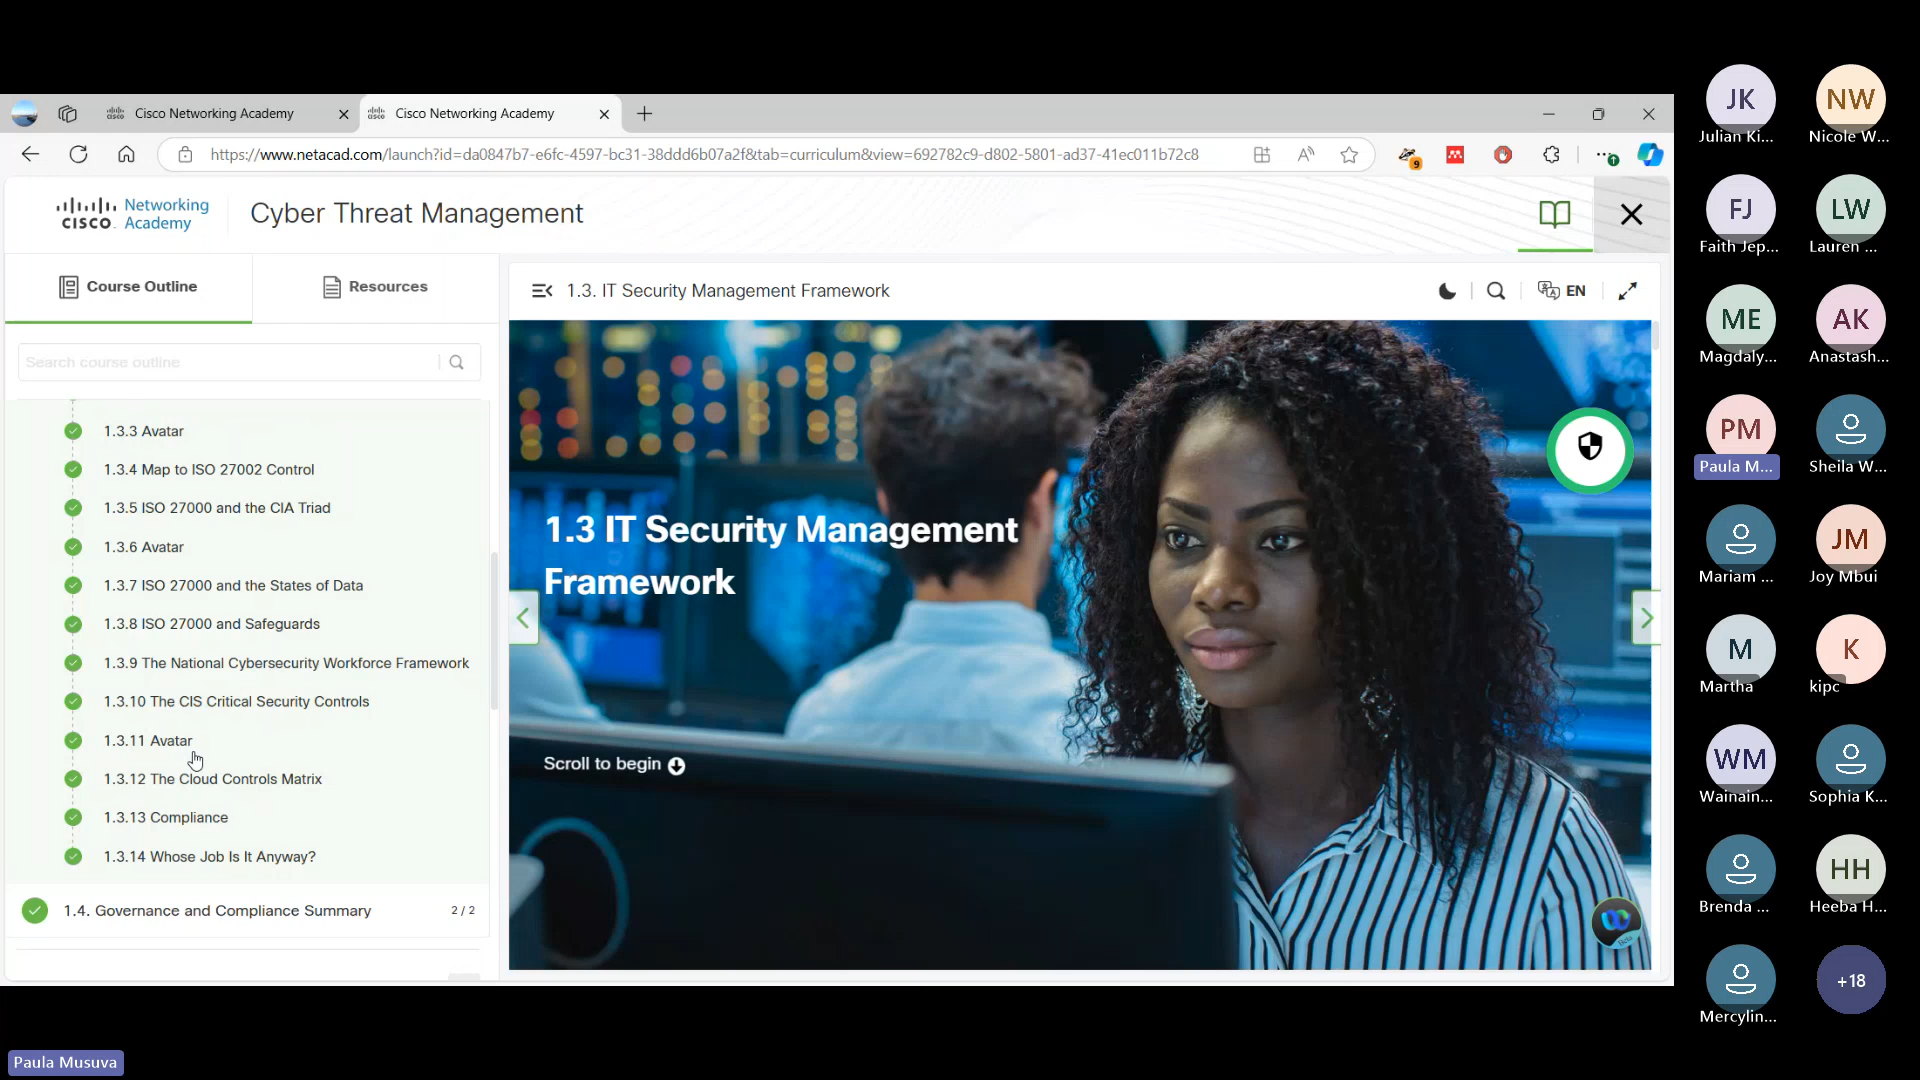 Cisco Networking Academy
Cisco Networking Academy
https://www.netacad.com/launch?id=da0847b7-e6fc-4597-bc31-38ddd6b07a2f&tab=curriculum&view=692782c9-d802-5801-ad37-41ec011b72c8
9
CISCO Networking Academy
Cyber Threat Management
Course Outline
Resources
Search course outline
1.3.3 Avatar
1.3.4 Map to ISO 27002 Control
1.3.5 ISO 27000 and the CIA Triad
1.3.6 Avatar
1.3.7 ISO 27000 and the States of Data
1.3.8 ISO 27000 and Safeguards
1.3.9 The National Cybersecurity Workforce Framework
1.3.10 The CIS Critical Security Controls
1.3.11 Avatar
1.3.12 The Cloud Controls Matrix
1.3.13 Compliance
1.3.14 Whose Job Is It Anyway?
1.4. Governance and Compliance Summary 2 / 2
1.3. IT Security Management Framework
EN
1.3 IT Security Management
Framework
Scroll to begin
Beta
JK NW
Julian Ki... Nicole W...
FJ LW
Faith Jep... Lauren ...
ME AK
Magdaly... Anastash...
PM
Paula M... Sheila W...
JM
Mariam ... Joy Mbui
M K
Martha kipc
WM
Wainain... Sophia K...
HH
Brenda ... Heeba H...
+18
Mercylin...
Paula Musuva